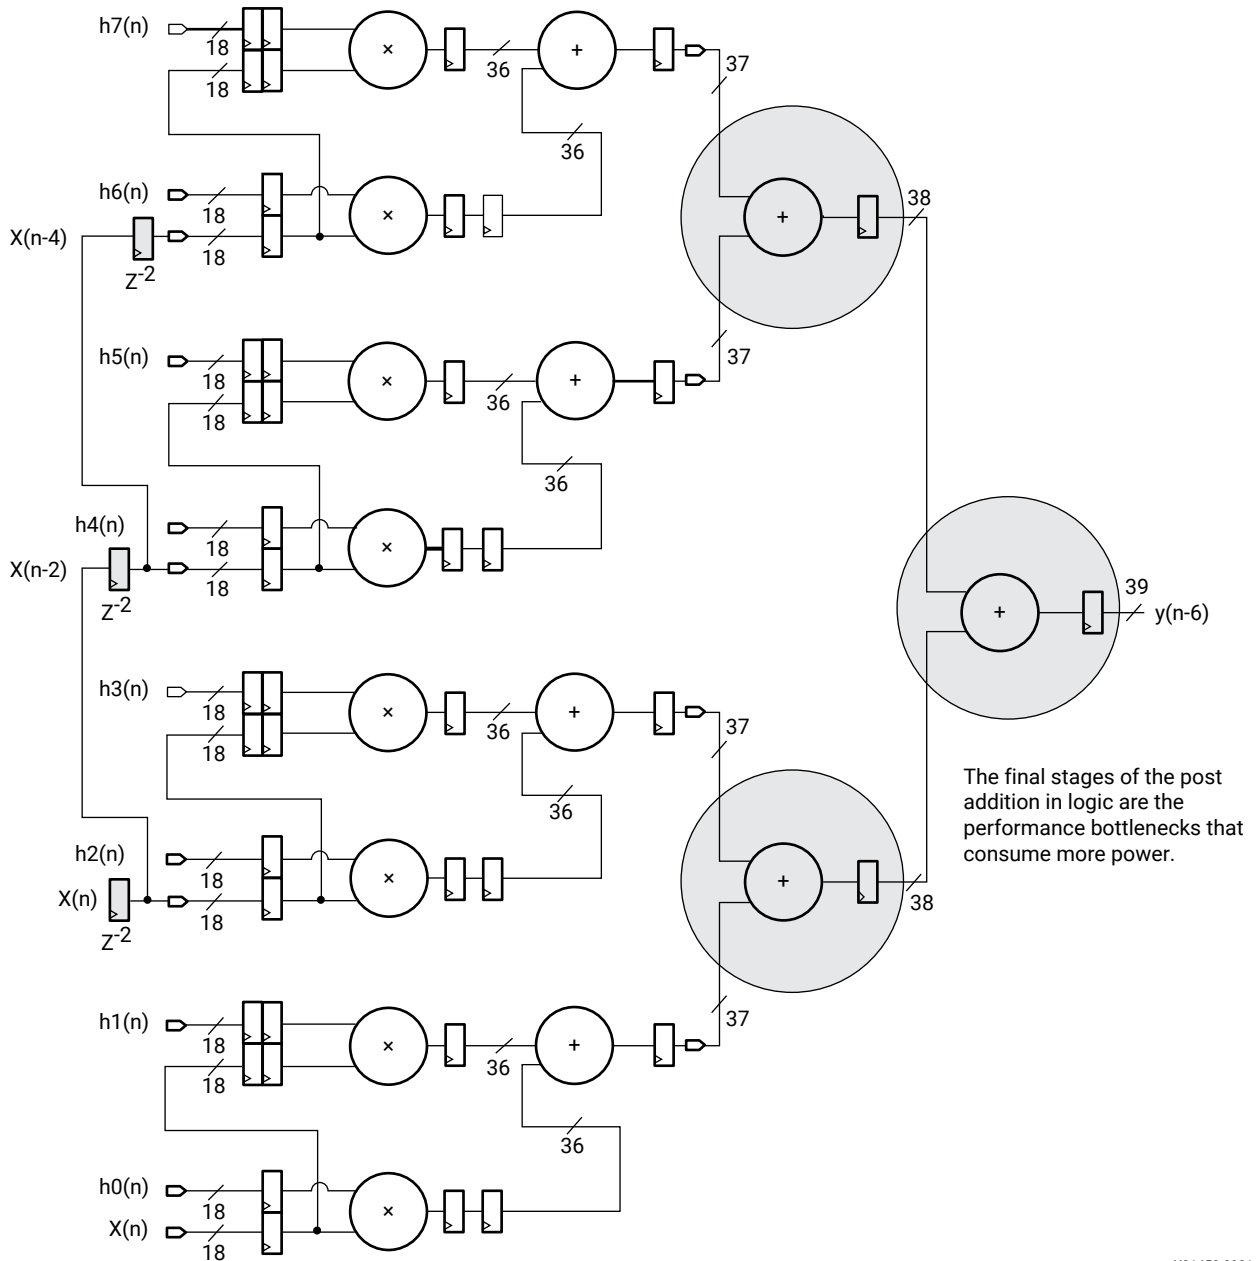 h7(n)
18
×
36
+
37
18
36
h6(n)
18
×
+
38
X(n-4)
18
Z-2
37
h5(n)
18
×
36
+
18
36
h4(n)
18
×
X(n-2)
18
Z-2
39
+
y(n-6)
h3(n)
18
×
36
+
37
18
36
The final stages of the post
addition in logic are the
performance bottlenecks that
consume more power.
h2(n)
18
×
+
38
X(n)
18
Z-2
37
h1(n)
18
×
36
+
18
36
h0(n)
18
×
X(n)
18